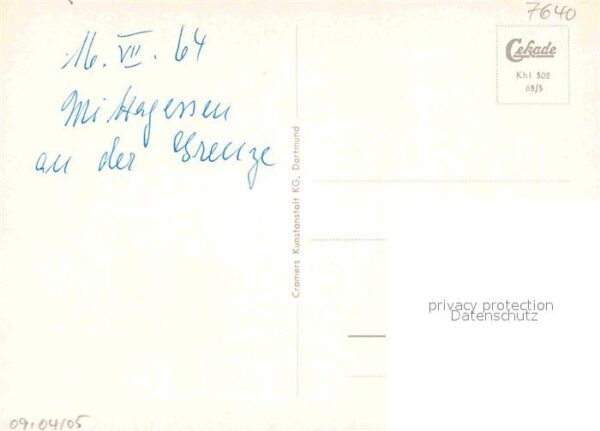 7640
16. VII. 64
Mittagessen
an der Grenze
Cekade
Khl 502
63/5
Cramers Kunstanstalt KG, Dortmund
privacy protection
Datenschutz
09.04/05